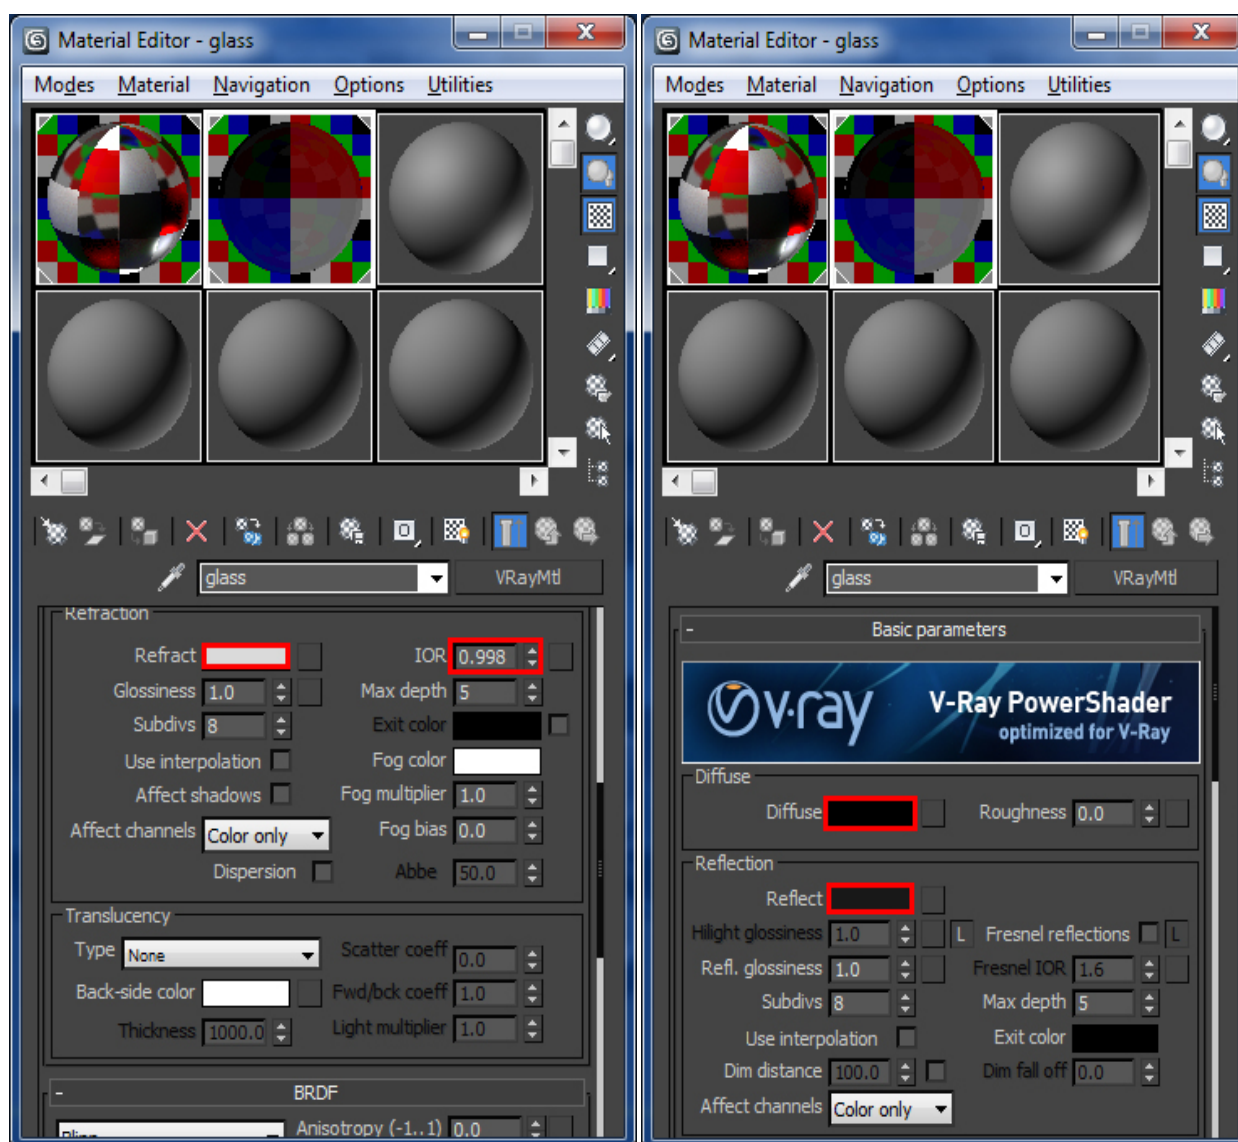 Material Editor - glass
Modes Material Navigation Options Utilities
glass VRayMtl
Refraction
Refract IOR 0.998
Glossiness 1.0 Max depth 5
Subdivs 8 Exit color
Use interpolation Fog color
Affect shadows Fog multiplier 1.0
Affect channels Color only Fog bias 0.0
Dispersion Abbe 50.0
Translucency
Type None Scatter coeff 0.0
Back-side color Fwd/bck coeff 1.0
Thickness 1000.0 Light multiplier 1.0
- BRDF
Blinn Anisotropy (-1..1) 0.0
Material Editor - glass
Modes Material Navigation Options Utilities
glass VRayMtl
- Basic parameters
v·ray V-Ray PowerShader
optimized for V-Ray
Diffuse
Diffuse Roughness 0.0
Reflection
Reflect
Hilight glossiness 1.0 L Fresnel reflections L
Refl. glossiness 1.0 Fresnel IOR 1.6
Subdivs 8 Max depth 5
Use interpolation Exit color
Dim distance 100.0 Dim fall off 0.0
Affect channels Color only